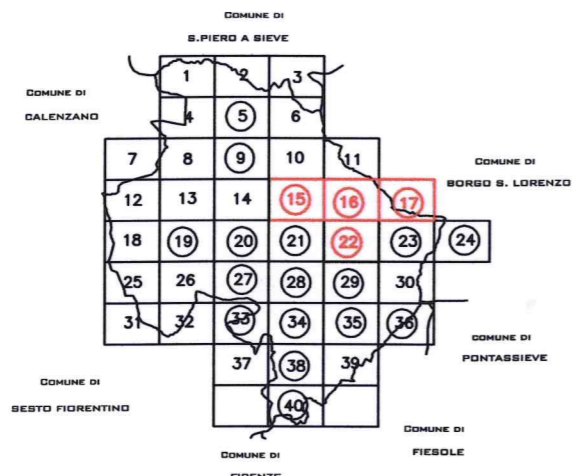 COMUNE DI
S.PIERO A SIEVE
COMUNE DI
CALENZANO
1 2 3
4 5 6
7 8 9 10 11
COMUNE DI
BORGO S. LORENZO
12 13 14 15 16 17
18 19 20 21 22 23 24
25 26 27 28 29 30
31 32 33 34 35 36
COMUNE DI
PONTASSIEVE
37 38 39
COMUNE DI
SESTO FIORENTINO
40
COMUNE DI
FIESOLE
COMUNE DI
FIRENZE